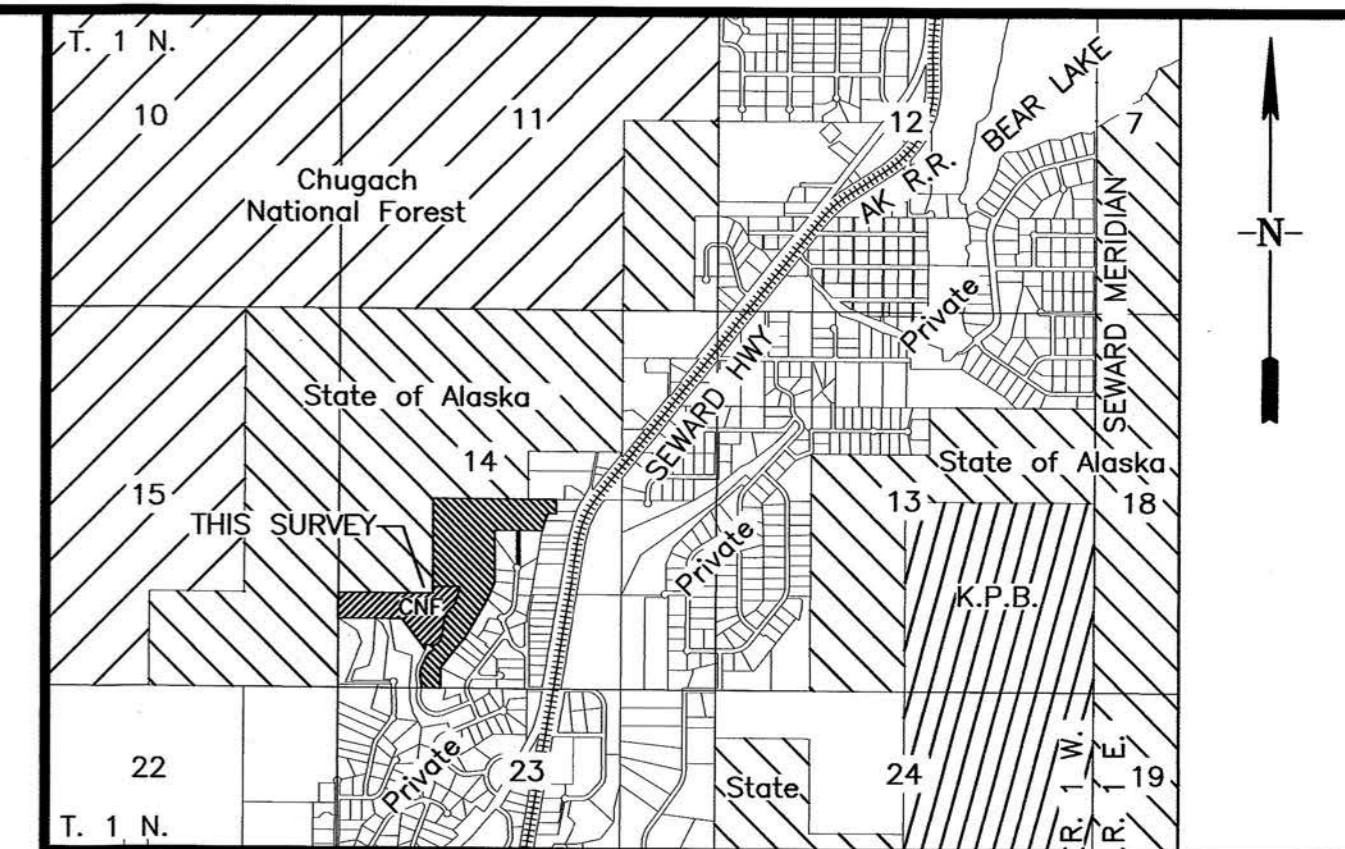 T. 1 N.
10
11
12
7
BEAR LAKE
AK R.R.
Chugach
National Forest
-N-
SEWARD MERIDIAN
Private
SEWARD HWY
State of Alaska
14
15
THIS SURVEY
CNF
State of Alaska
13
18
Private
K.P.B.
22
Private
23
State
24
R. 1 W.
R. 1 E.
19
T. 1 N.